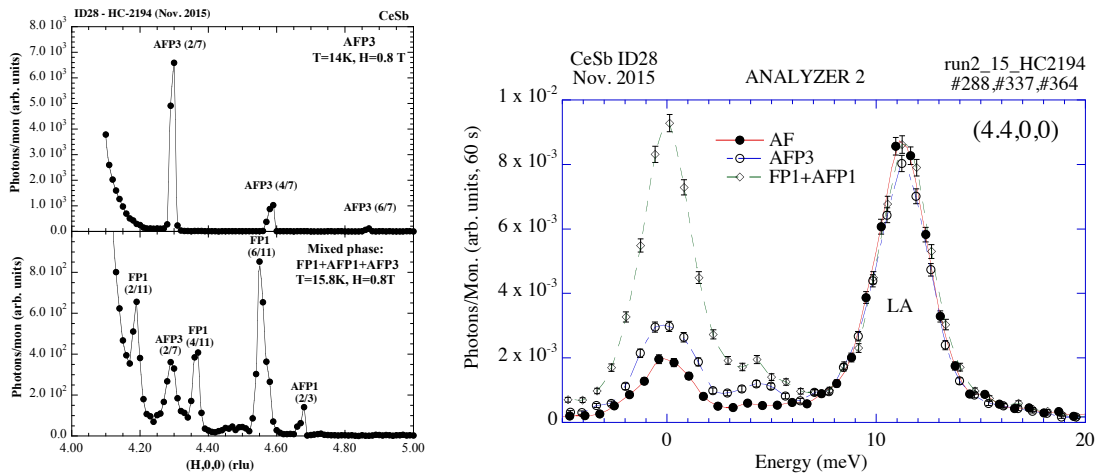 ID28 - HC-2194 (Nov. 2015) CeSb
8.0 10³
7.0 10³
6.0 10³
5.0 10³
4.0 10³
3.0 10³
2.0 10³
1.0 10³
0.0
Photons/mon (arb. units)
AFP3 (2/7)
AFP3
T=14K, H=0.8 T
AFP3 (4/7)
AFP3 (6/7)
8.0 10²
6.0 10²
4.0 10²
2.0 10²
0.0
Photons/mon (arb. units)
FP1
(2/11)
AFP3
(2/7)
FP1
(4/11)
FP1
(6/11)
AFP1
(2/3)
Mixed phase:
FP1+AFP1+AFP3
T=15.8K, H=0.8T
4.00 4.20 4.40 4.60 4.80 5.00
(H,0,0) (rlu)
CeSb ID28
Nov. 2015
ANALYZER 2
run2_15_HC2194
#288,#337,#364
1 x 10⁻²
8 x 10⁻³
6 x 10⁻³
4 x 10⁻³
2 x 10⁻³
0
Photons/Mon. (arb. units, 60 s)
AF
AFP3
FP1+AFP1
(4.4,0,0)
LA
0 10 20
Energy (meV)